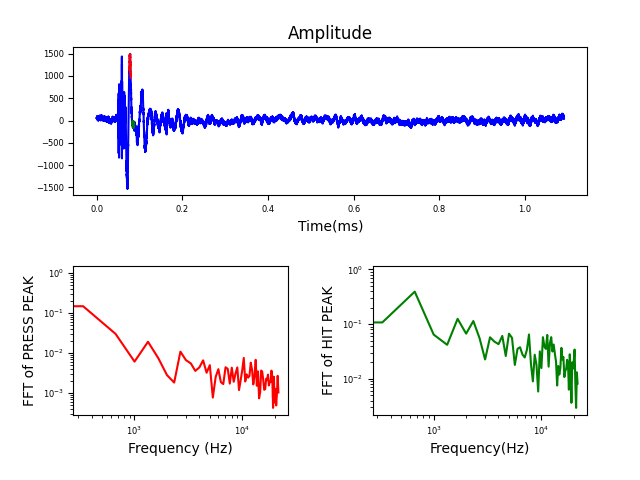 Amplitude
1500
1000
500
0
−500
−1000
−1500
0.0 0.2 0.4 0.6 0.8 1.0
Time(ms)
FFT of PRESS PEAK
10⁰
10⁻¹
10⁻²
10⁻³
10³ 10⁴
Frequency (Hz)
FFT of HIT PEAK
10⁰
10⁻¹
10⁻²
10³ 10⁴
Frequency(Hz)